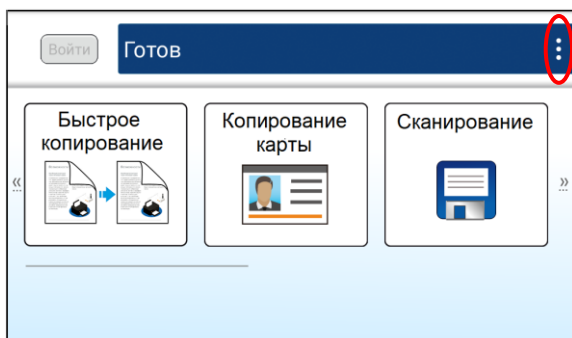 Войти
Готов
Быстрое
копирование
Копирование
карты
Сканирование
«
»